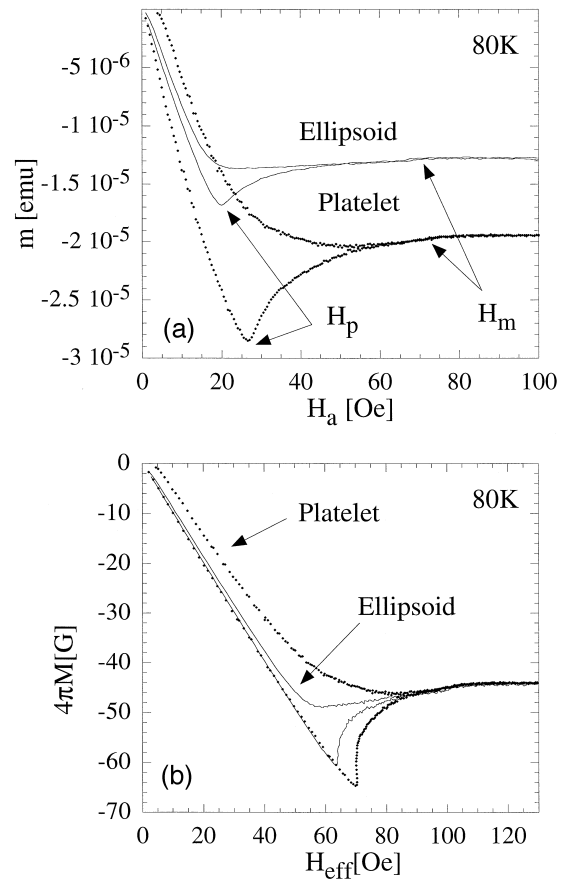 80K
-5 10-6
-1 10-5
-1.5 10-5
-2 10-5
-2.5 10-5
-3 10-5
m [emu]
Ellipsoid
Platelet
Hp
Hm
(a)
0 20 40 60 80 100
Ha [Oe]
0
-10
-20
-30
-40
-50
-60
-70
4πM[G]
80K
Platelet
Ellipsoid
(b)
0 20 40 60 80 100 120
Heff[Oe]